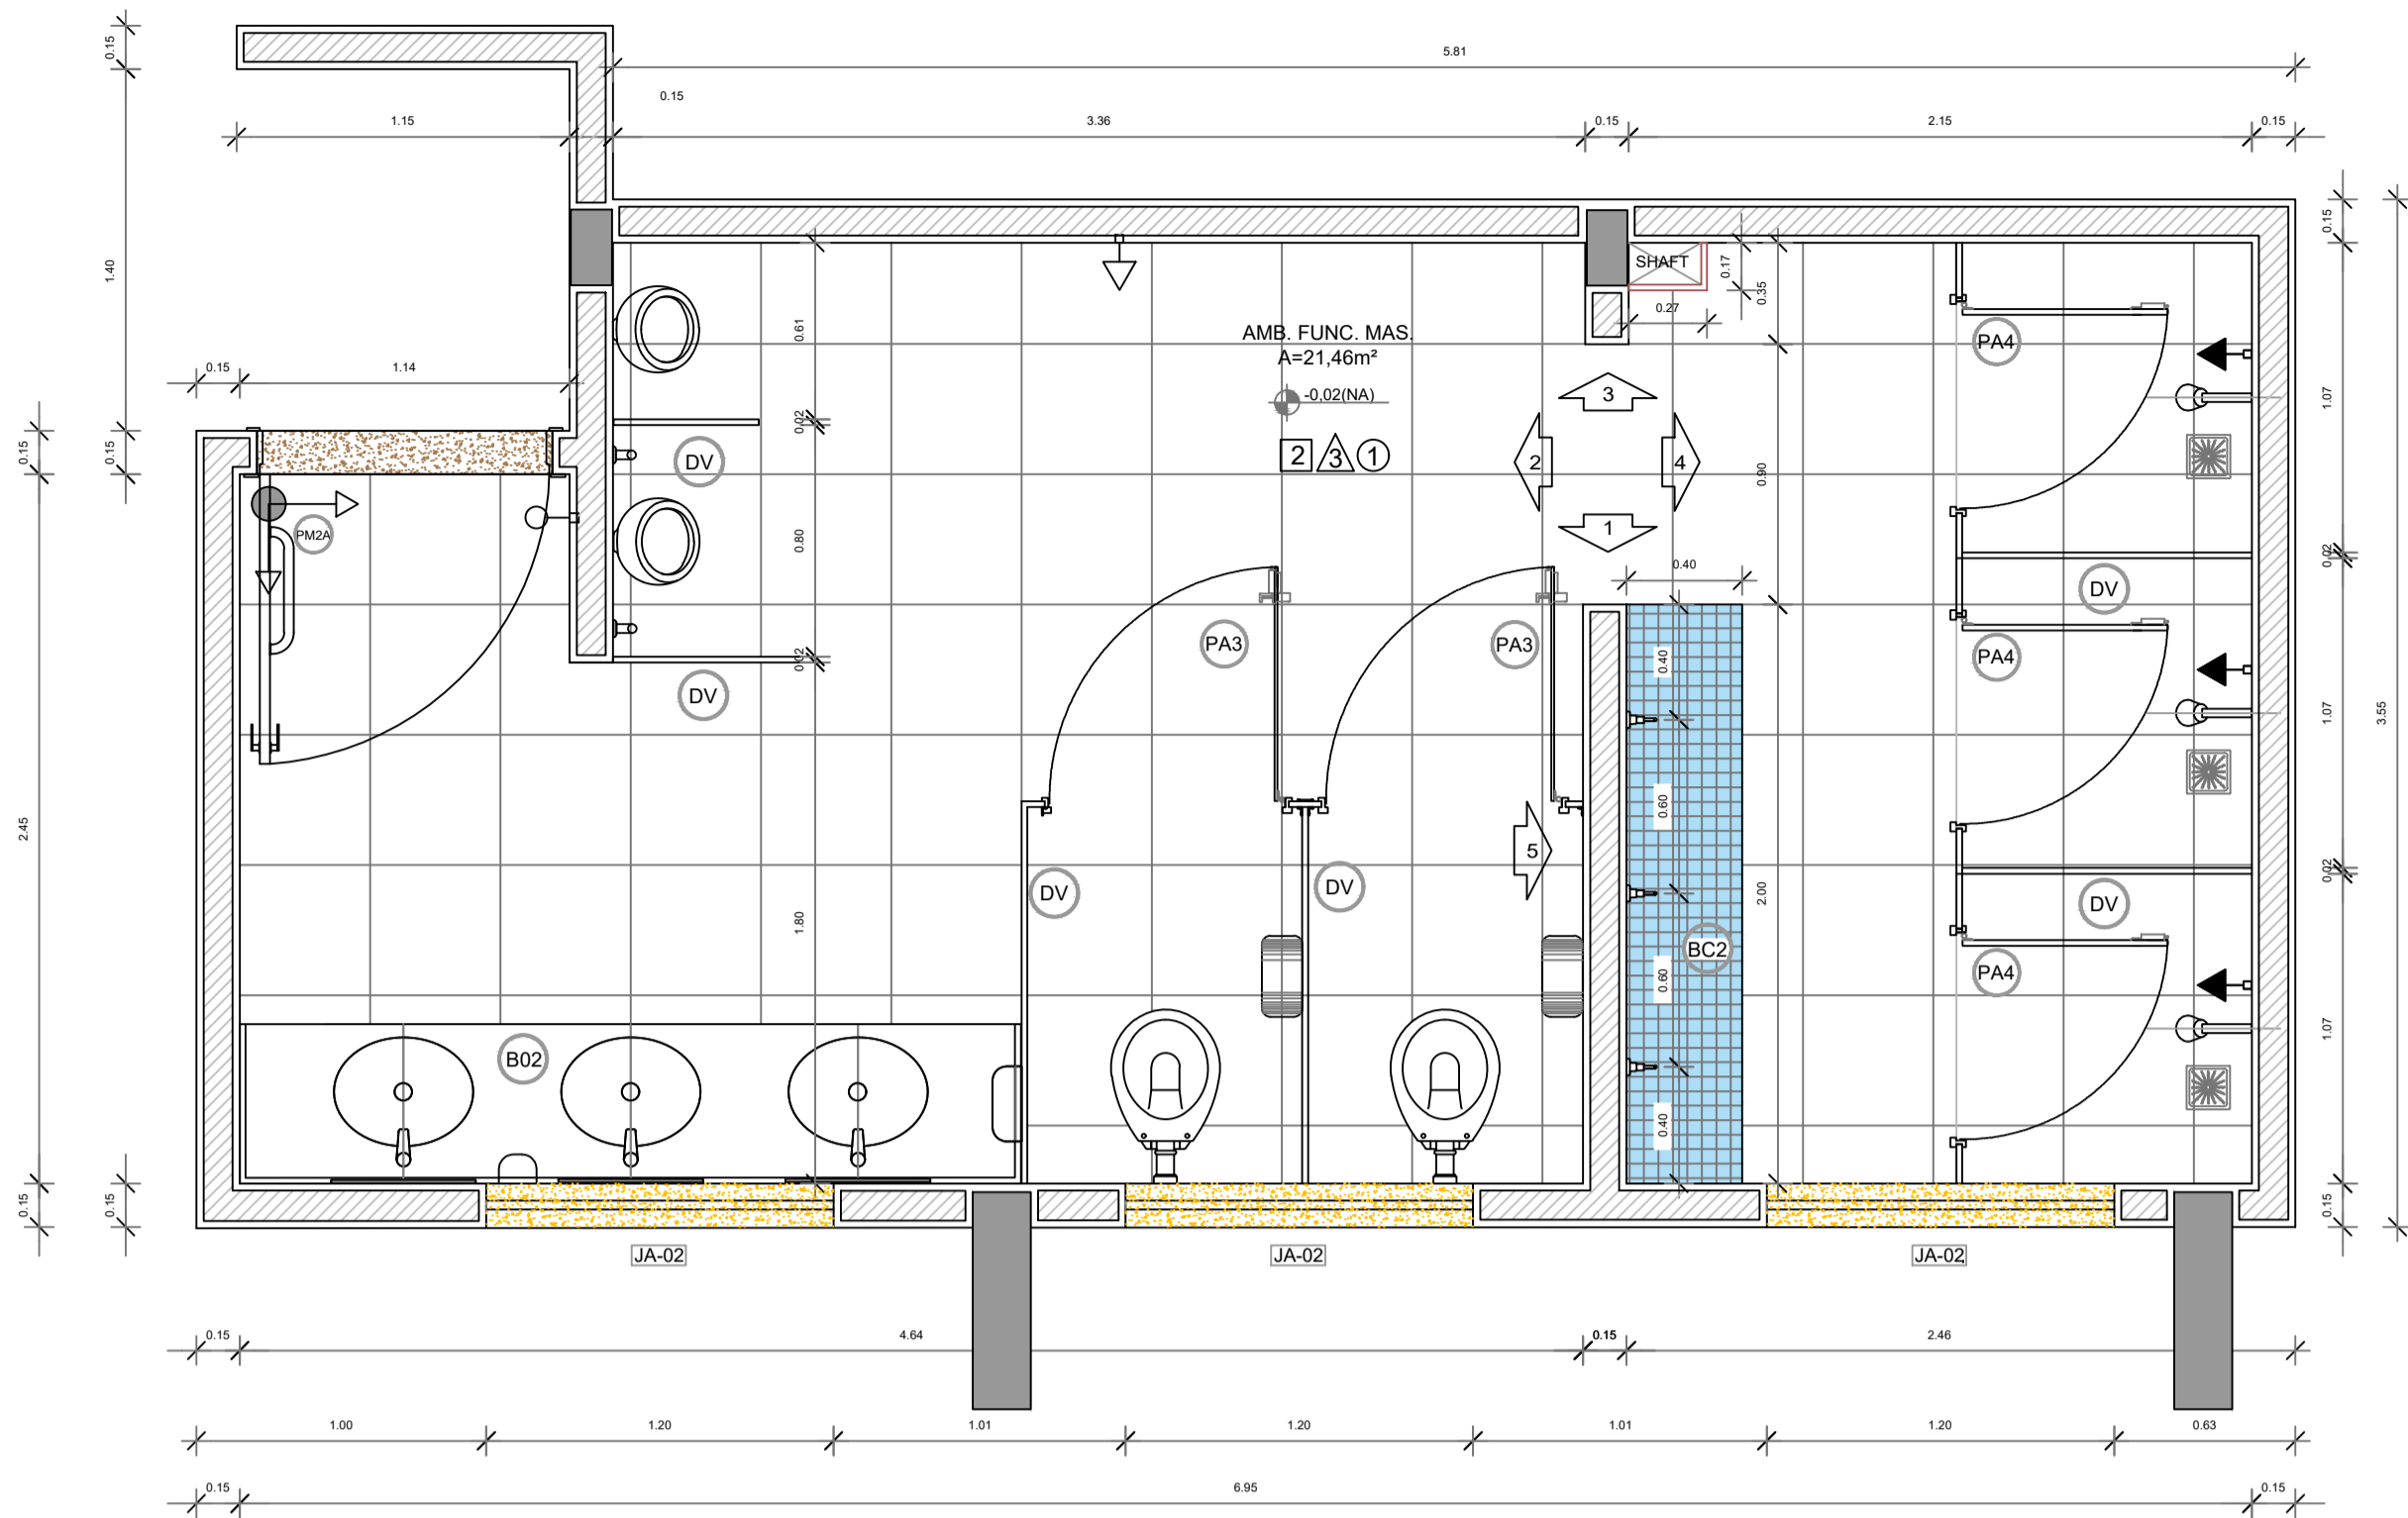 0.15
5.81
0.15
1.15
3.36
0.15
2.15
0.15
1.40
0.15
SHAFT
0.17
0.35
0.27
0.61
AMB. FUNC. MAS.
A=21,46m²
-0,02(NA)
PA4
0.15
1.14
3
0.02
DV
2
3
1
2
4
0.90
1.07
0.15
0.15
PM2A
0.80
1
0.02
0.40
DV
0.02
DV
PA3
PA3
0.40
PA4
1.07
3.55
2.45
0.60
5
DV
DV
2.00
0.02
DV
1.80
BC2
0.60
PA4
B02
0.40
1.07
0.15
0.15
0.15
JA-02
JA-02
JA-02
0.15
4.64
0.15
2.46
1.00
1.20
1.01
1.20
1.01
1.20
0.63
0.15
6.95
0.15